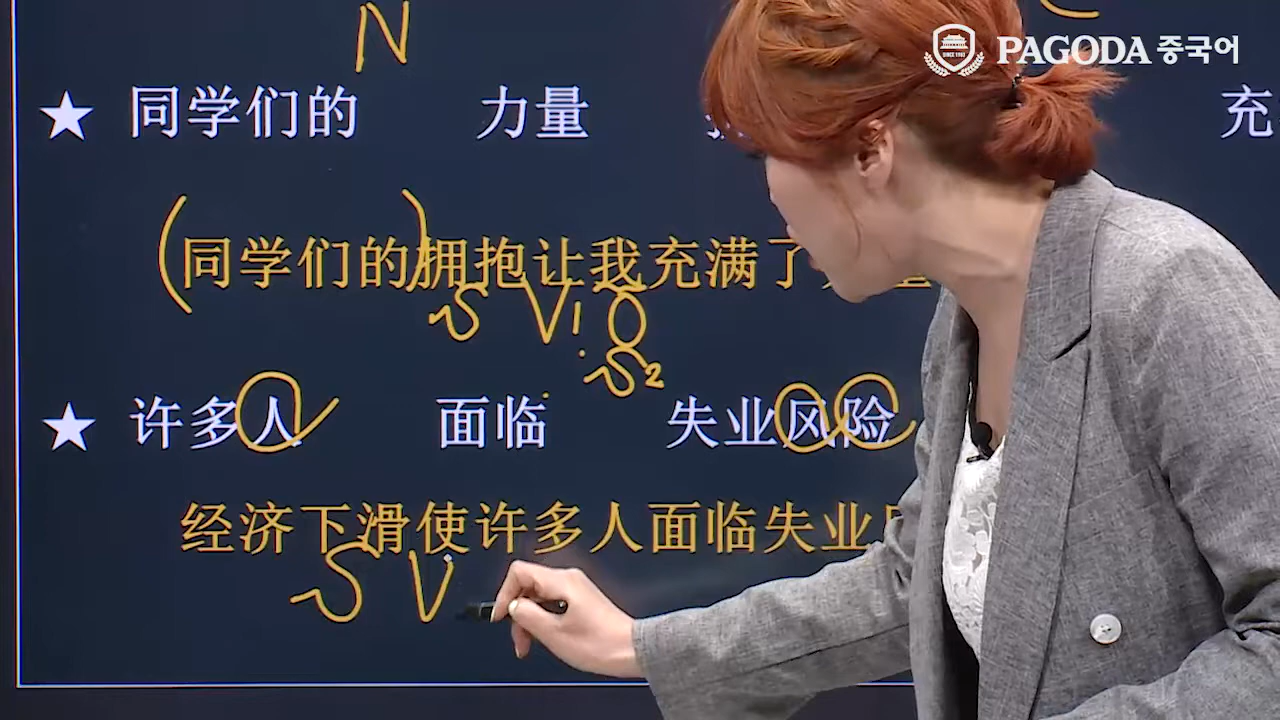 PAGODA 중국어
SINCE 1983
N
★ 同学们的 力量 充
(同学们的)拥抱让我充满了
S V1 O
S2
★ 许多人 面临 失业风险
经济下滑使许多人面临失业
S V